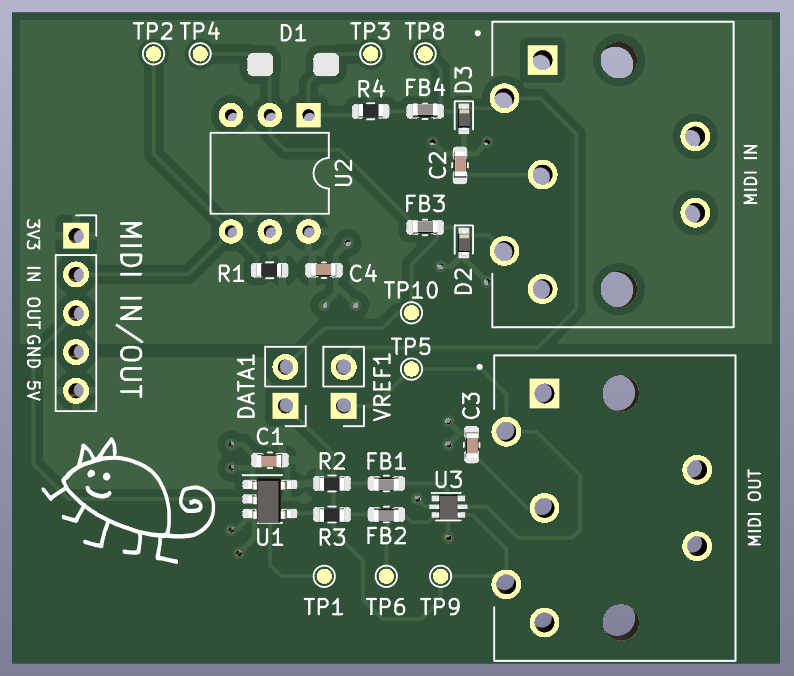 TP2 TP4 D1 TP3 TP8
R4 FB4 D3
U2 C2
FB3
MIDI IN
3V3
IN
OUT
GND
5V
MIDI IN/OUT
R1 C4 D2
TP10
TP5
DATA1 VREF1
C3
C1 R2 FB1
U3
U1 R3 FB2
MIDI OUT
TP1 TP6 TP9